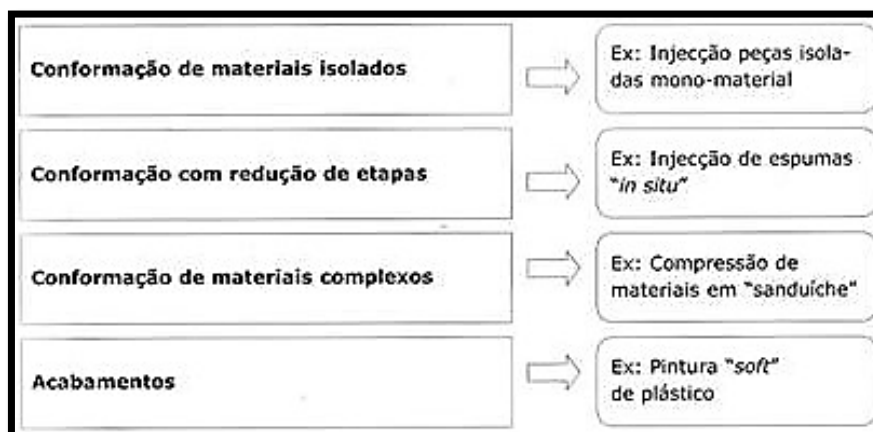 Conformação de materiais isolados
Ex: Injecção peças isola-
das mono-material
Conformação com redução de etapas
Ex: Injecção de espumas
"in situ"
Conformação de materiais complexos
Ex: Compressão de
materiais em "sanduíche"
Acabamentos
Ex: Pintura "soft"
de plástico